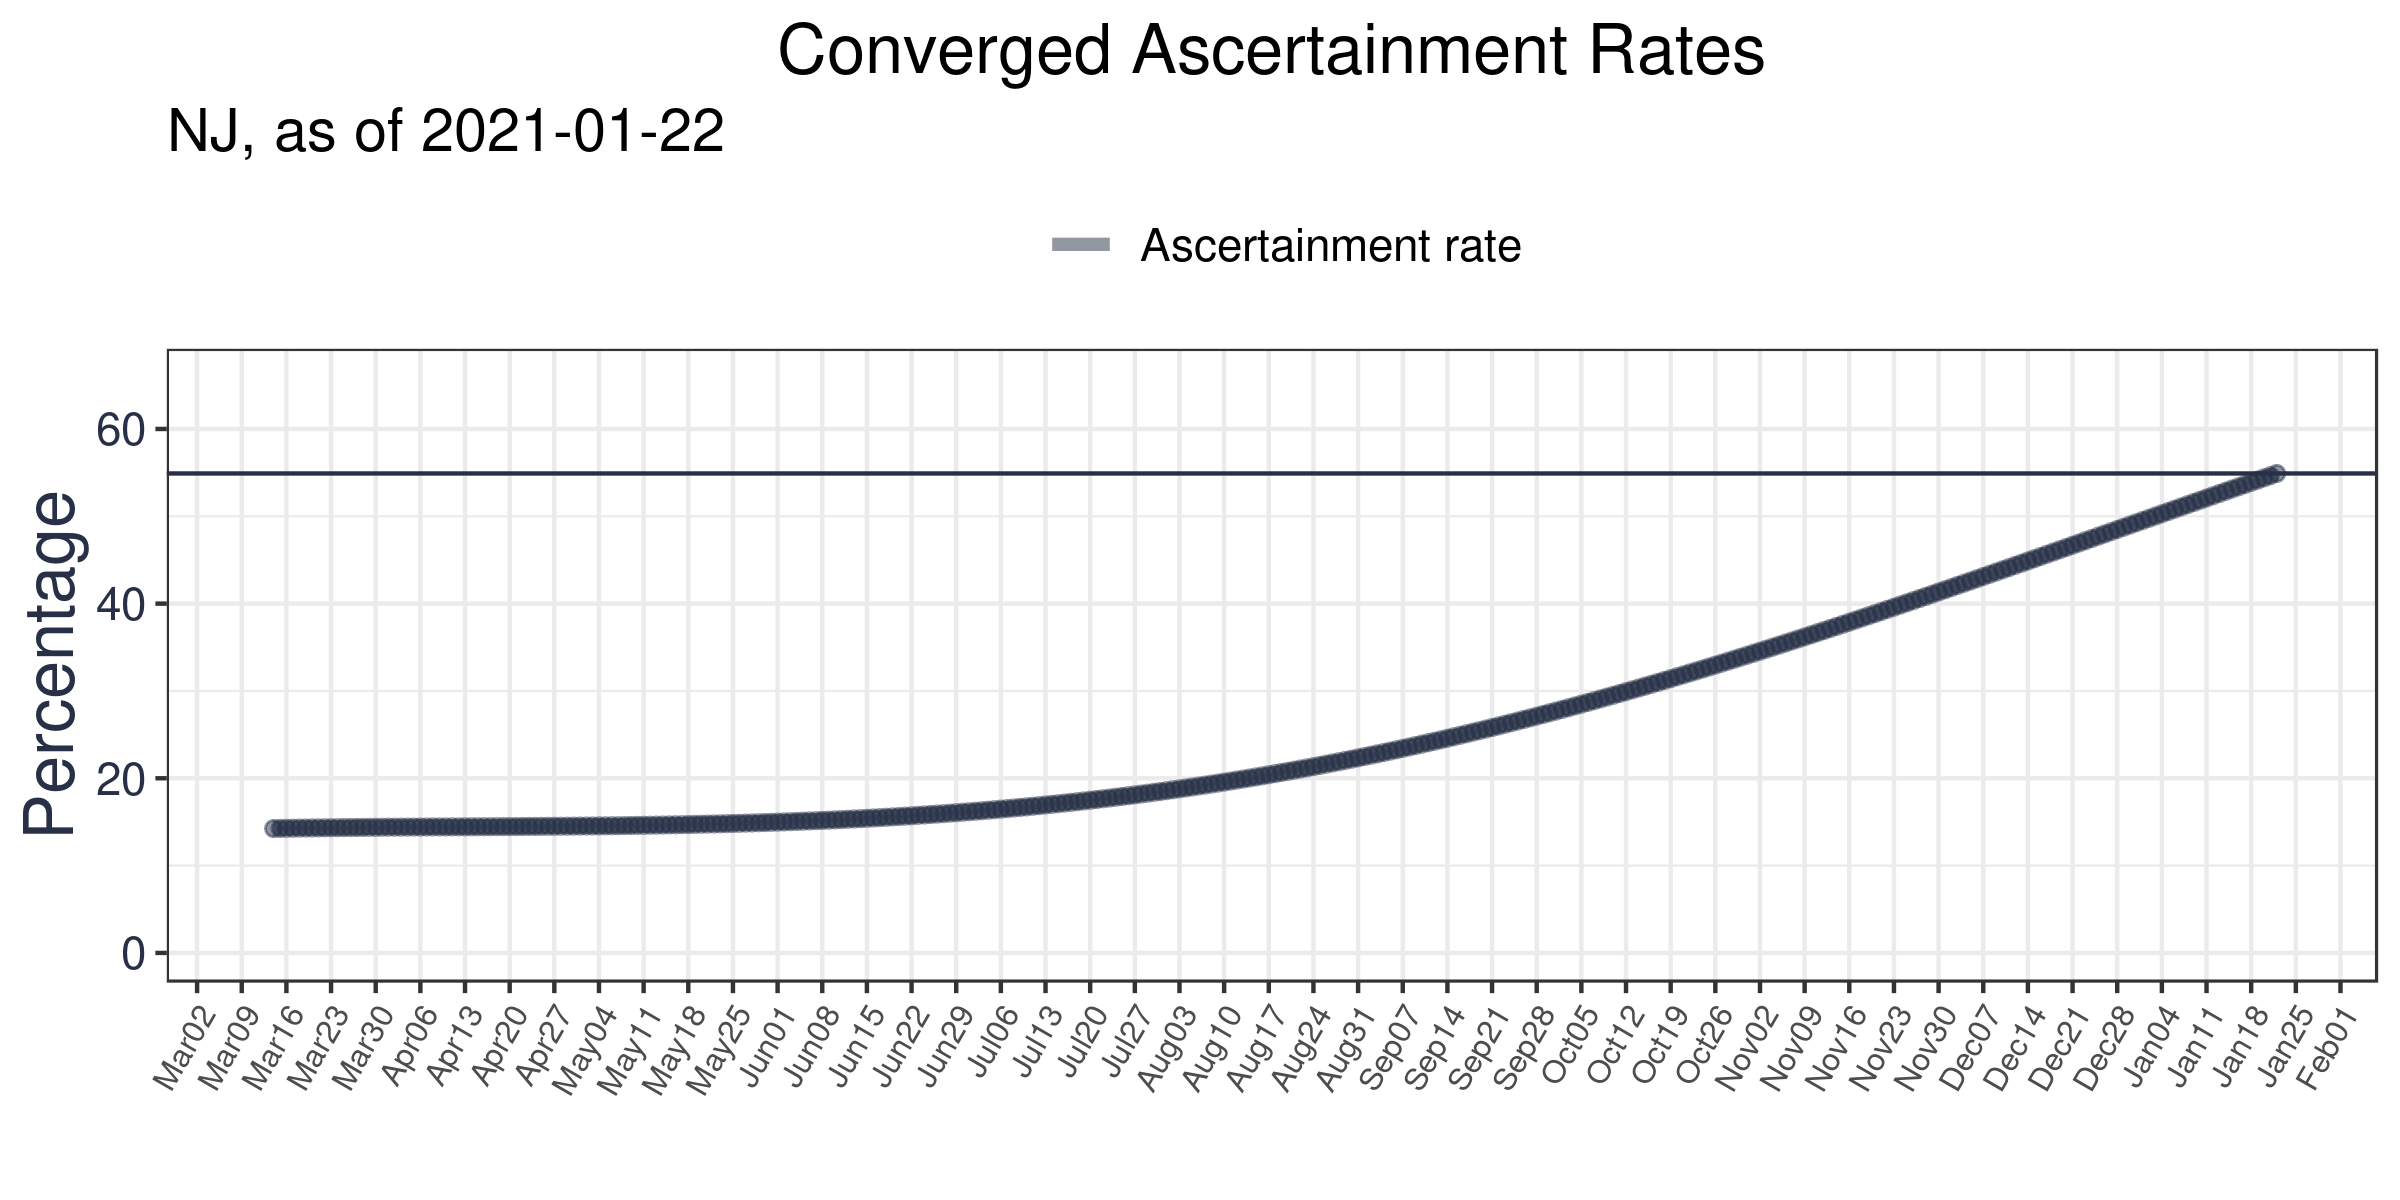 Converged Ascertainment Rates
NJ, as of 2021-01-22
Ascertainment rate
Percentage
60
40
20
0
Mar02 Mar09 Mar16 Mar23 Mar30 Apr06 Apr13 Apr20 Apr27 May04 May11 May18 May25 Jun01 Jun08 Jun15 Jun22 Jun29 Jul06 Jul13 Jul20 Jul27 Aug03 Aug10 Aug17 Aug24 Aug31 Sep07 Sep14 Sep21 Sep28 Oct05 Oct12 Oct19 Oct26 Nov02 Nov09 Nov16 Nov23 Nov30 Dec07 Dec14 Dec21 Dec28 Jan04 Jan11 Jan18 Jan25 Feb01